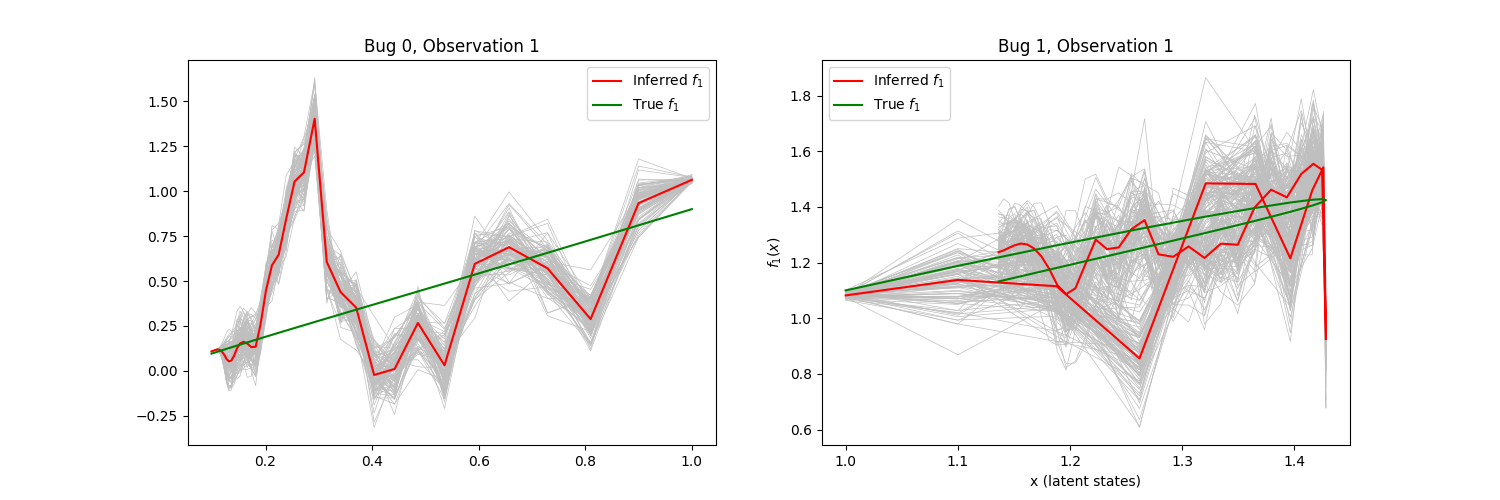 Bug 0, Observation 1
Inferred f₁
True f₁
1.50
1.25
1.00
0.75
0.50
0.25
0.00
−0.25
0.2 0.4 0.6 0.8 1.0
Bug 1, Observation 1
Inferred f₁
True f₁
f₁(x)
1.8
1.6
1.4
1.2
1.0
0.8
0.6
1.0 1.1 1.2 1.3 1.4
x (latent states)